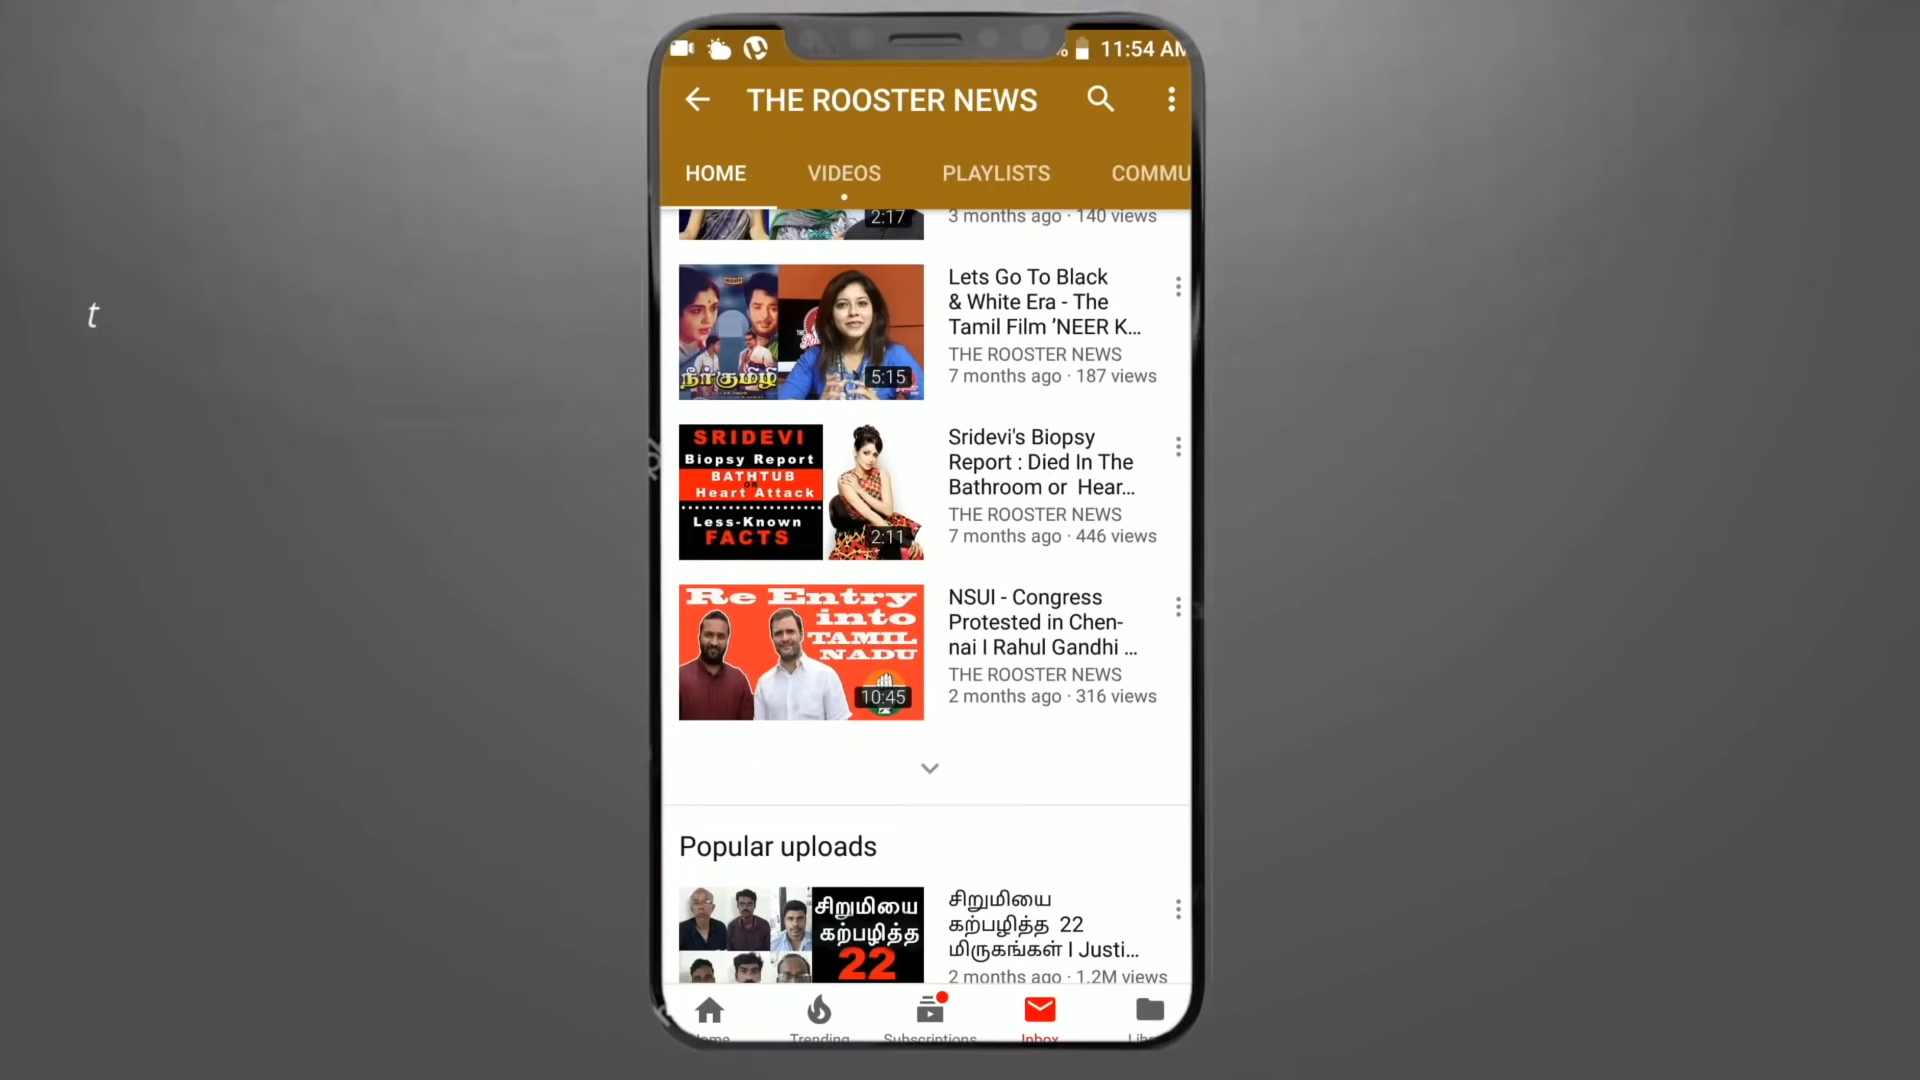 11:54 AM
THE ROOSTER NEWS
HOME VIDEOS PLAYLISTS COMMU
2:17
3 months ago · 140 views
t
MOVIE
நீர்குமிழி
5:15
Lets Go To Black
& White Era - The
Tamil Film ’NEER K...
THE ROOSTER NEWS
7 months ago · 187 views
SRIDEVI
Biopsy Report
BATHTUB
OR
Heart Attack
Less-Known
FACTS
2:11
Sridevi's Biopsy
Report : Died In The
Bathroom or Hear...
THE ROOSTER NEWS
7 months ago · 446 views
Re Entry
into
TAMIL
NADU
10:45
NSUI - Congress
Protested in Chen-
nai I Rahul Gandhi ...
THE ROOSTER NEWS
2 months ago · 316 views
Popular uploads
சிறுமியை
கற்பழித்த
22
சிறுமியை
கற்பழித்த 22
மிருகங்கள் I Justi...
2 months ago · 1.2M views
Trending Subscriptions Inbox